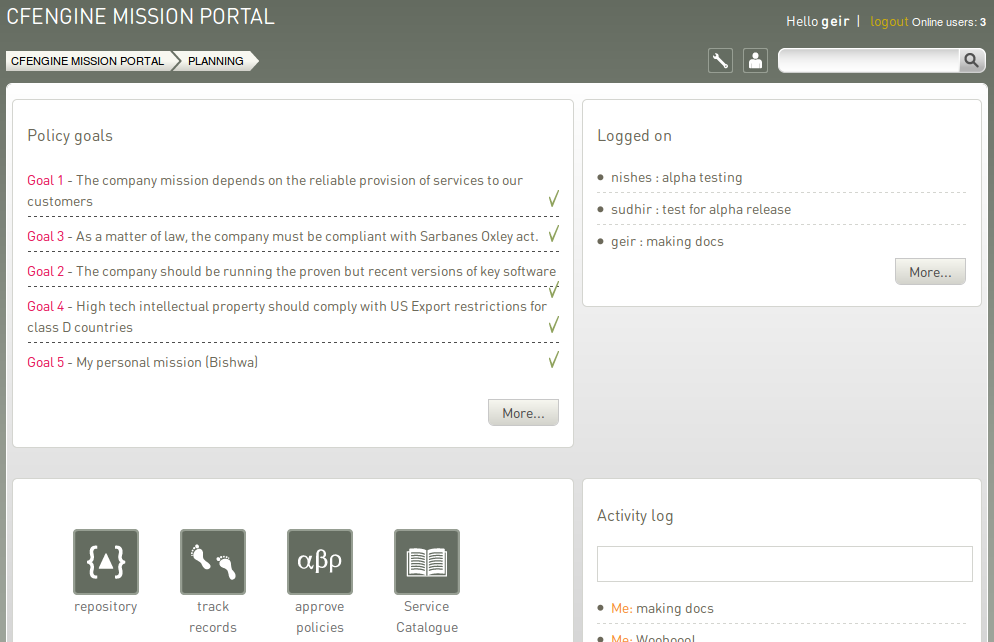 CFENGINE MISSION PORTAL
Hello geir | logout Online users: 3
CFENGINE MISSION PORTAL
PLANNING
Policy goals
Goal 1 - The company mission depends on the reliable provision of services to our
customers
Goal 3 - As a matter of law, the company must be compliant with Sarbanes Oxley act.
Goal 2 - The company should be running the proven but recent versions of key software
Goal 4 - High tech intellectual property should comply with US Export restrictions for
class D countries
Goal 5 - My personal mission (Bishwa)
More...
Logged on
nishes : alpha testing
sudhir : test for alpha release
geir : making docs
More...
{▲}
αβρ
repository
track
records
approve
policies
Service
Catalogue
Activity log
Me: making docs
Me: Woohooo!